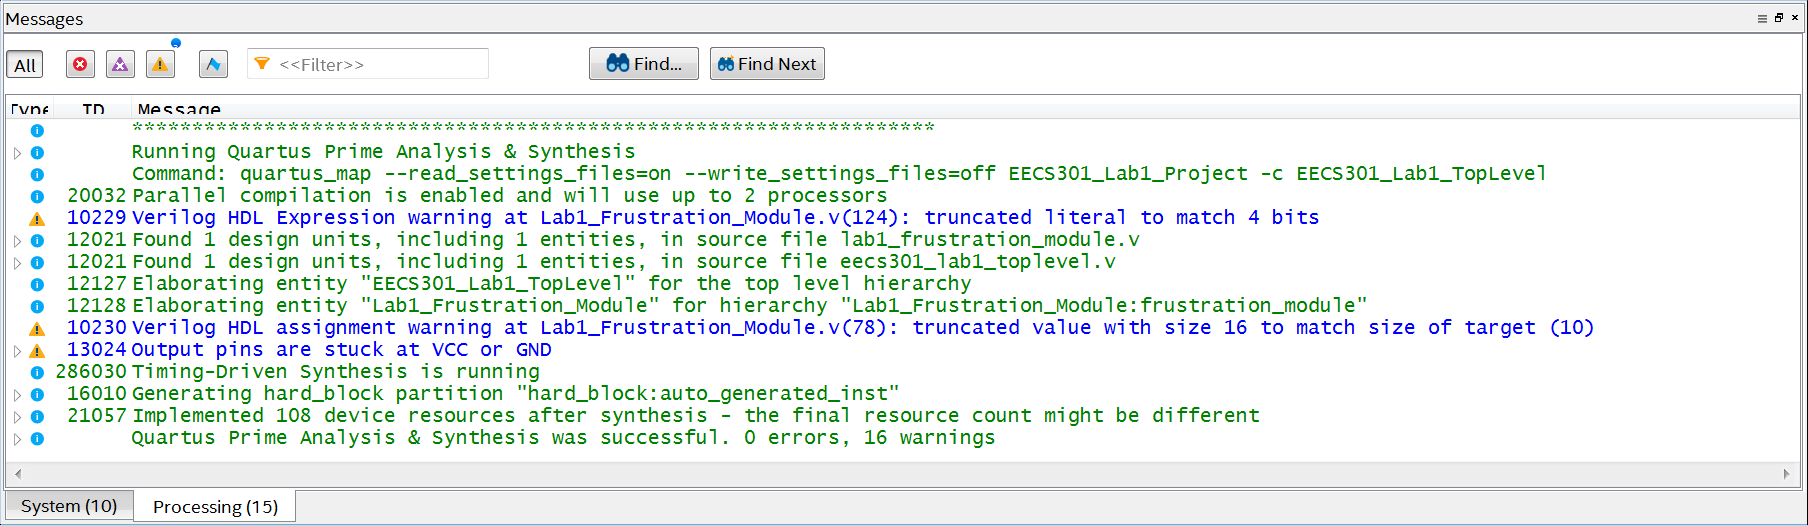 Messages
All <<Filter>> Find... Find Next
Type ID Message
*******************************************************************
Running Quartus Prime Analysis & Synthesis
Command: quartus_map --read_settings_files=on --write_settings_files=off EECS301_Lab1_Project -c EECS301_Lab1_TopLevel
20032 Parallel compilation is enabled and will use up to 2 processors
10229 Verilog HDL Expression warning at Lab1_Frustration_Module.v(124): truncated literal to match 4 bits
12021 Found 1 design units, including 1 entities, in source file lab1_frustration_module.v
12021 Found 1 design units, including 1 entities, in source file eecs301_lab1_toplevel.v
12127 Elaborating entity "EECS301_Lab1_TopLevel" for the top level hierarchy
12128 Elaborating entity "Lab1_Frustration_Module" for hierarchy "Lab1_Frustration_Module:frustration_module"
10230 Verilog HDL assignment warning at Lab1_Frustration_Module.v(78): truncated value with size 16 to match size of target (10)
13024 Output pins are stuck at VCC or GND
286030 Timing-Driven Synthesis is running
16010 Generating hard_block partition "hard_block:auto_generated_inst"
21057 Implemented 108 device resources after synthesis - the final resource count might be different
Quartus Prime Analysis & Synthesis was successful. 0 errors, 16 warnings
System (10) Processing (15)